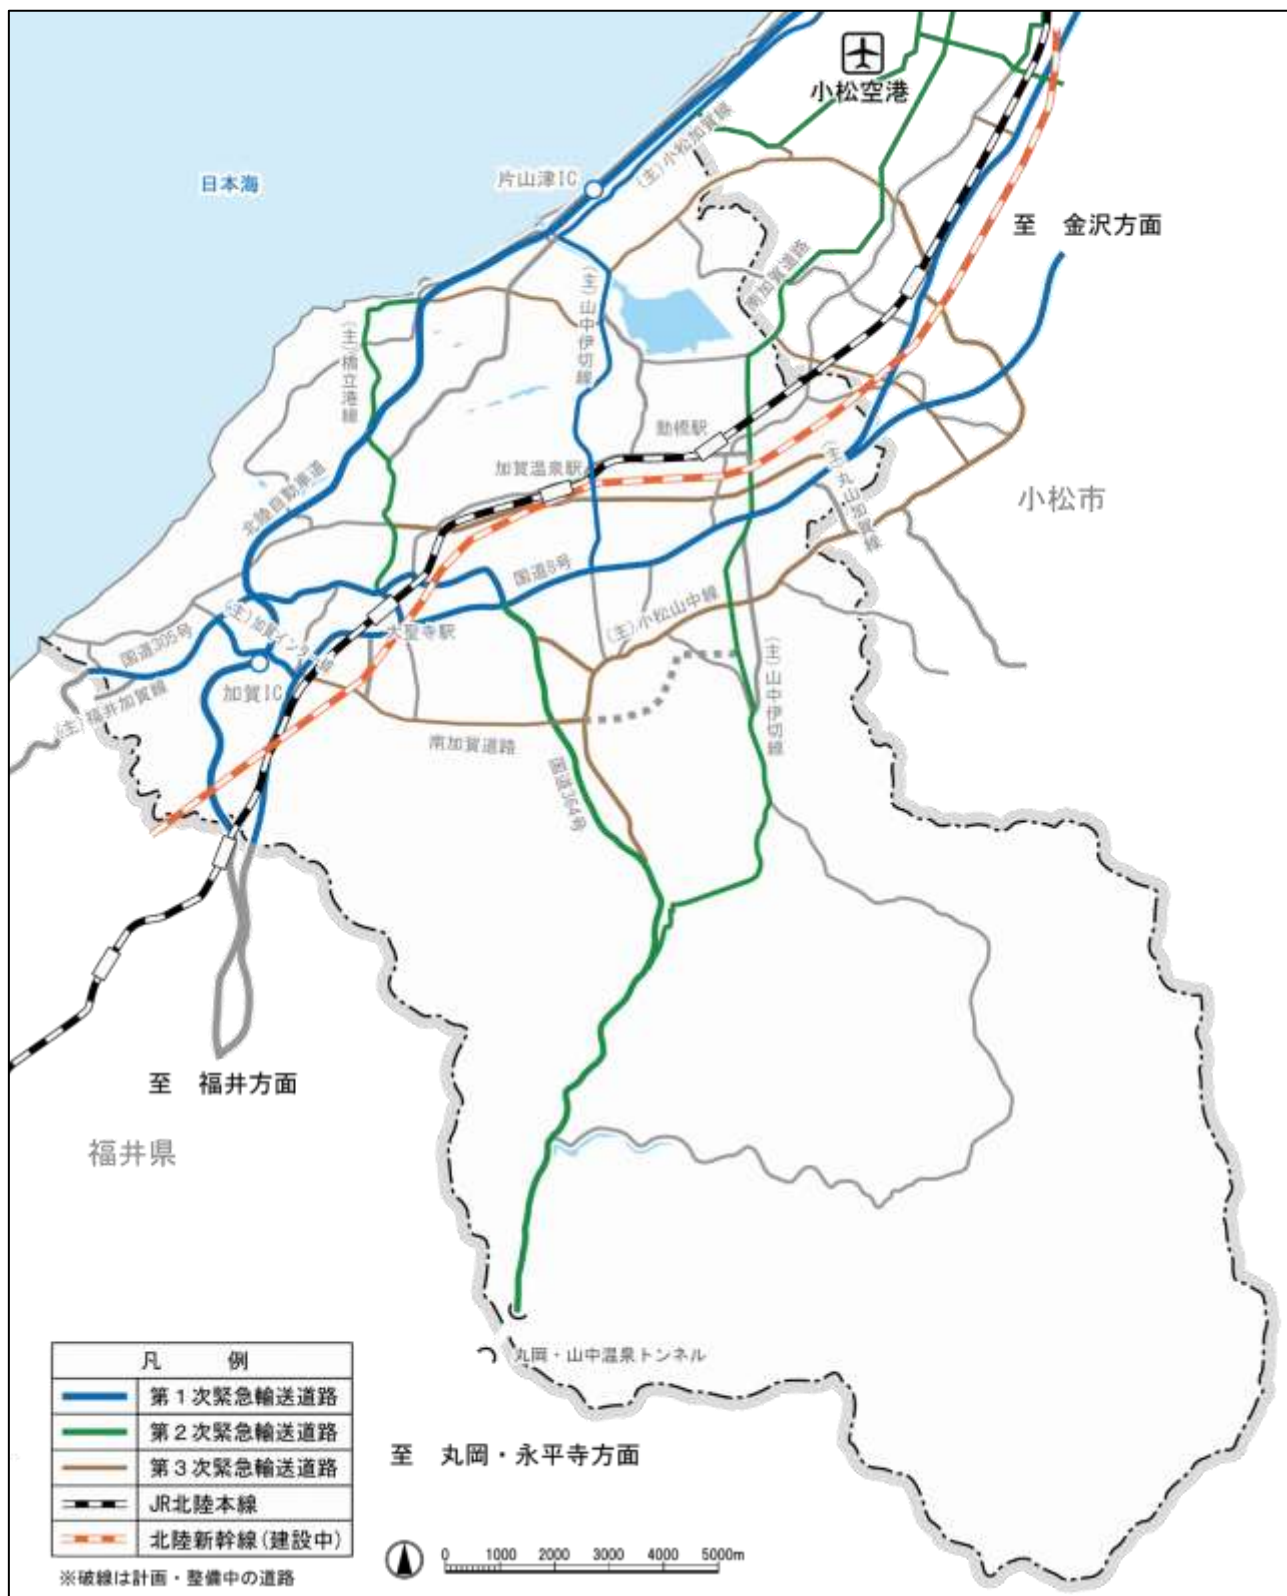 小松空港
日本海
片山津IC
(主)小松加賀線
至　金沢方面
南加賀道路
(主)山中伊切線
(主)橋立港線
動橋駅
加賀温泉駅
(主)丸山加賀線
小松市
北陸自動車道
国道8号
(主)小松山中線
国道305号
大聖寺駅
加賀IC
(主)福井加賀線
(主)山中伊切線
南加賀道路
国道364号
至　福井方面
福井県
丸岡・山中温泉トンネル
凡　例
第1次緊急輸送道路
第2次緊急輸送道路
第3次緊急輸送道路
JR北陸本線
北陸新幹線(建設中)
※破線は計画・整備中の道路
至　丸岡・永平寺方面
0 1000 2000 3000 4000 5000m